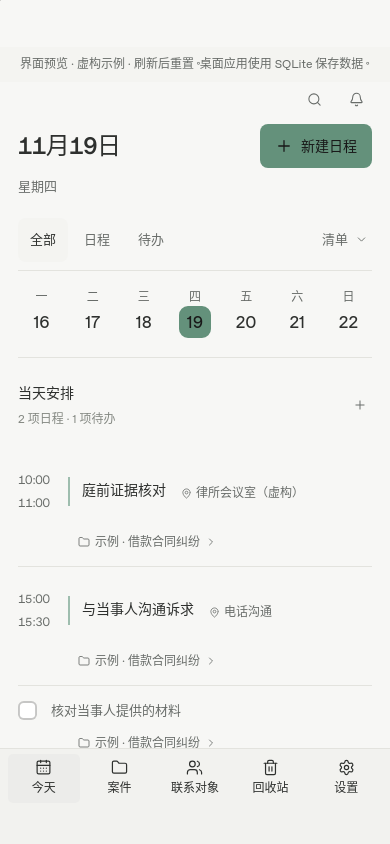 界面预览 · 虚构示例 · 刷新后重置。桌面应用使用 SQLite 保存数据。
11月19日
新建日程
星期四
全部 日程 待办 清单
一 二 三 四 五 六 日
16 17 18 19 20 21 22
当天安排
2 项日程 · 1 项待办
10:00 庭前证据核对 律所会议室（虚构）
11:00
示例 · 借款合同纠纷
15:00 与当事人沟通诉求 电话沟通
15:30
示例 · 借款合同纠纷
核对当事人提供的材料
示例 · 借款合同纠纷
今天 案件 联系对象 回收站 设置